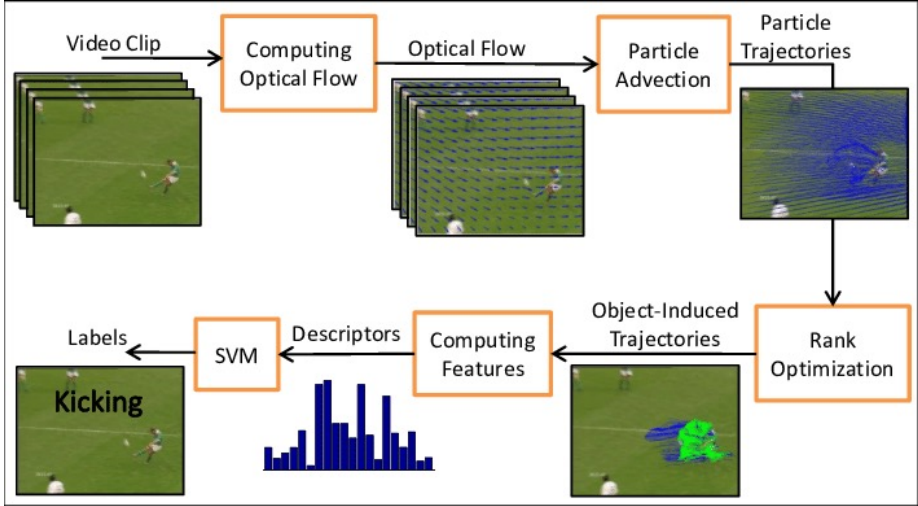 Video Clip
Computing
Optical Flow
Optical Flow
Particle
Advection
Particle
Trajectories
Rank
Optimization
Object-Induced
Trajectories
Computing
Features
Descriptors
SVM
Labels
Kicking